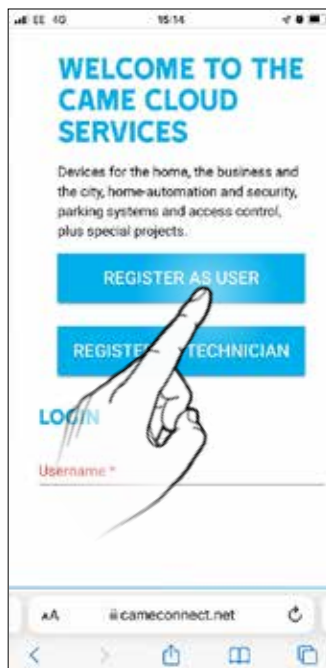 EE 4G 15:14
WELCOME TO THE
CAME CLOUD
SERVICES
Devices for the home, the business and
the city, home-automation and security,
parking systems and access control,
plus special projects.
REGISTER AS USER
REGISTER TECHNICIAN
LOGIN
Username *
AA cameconnect.net